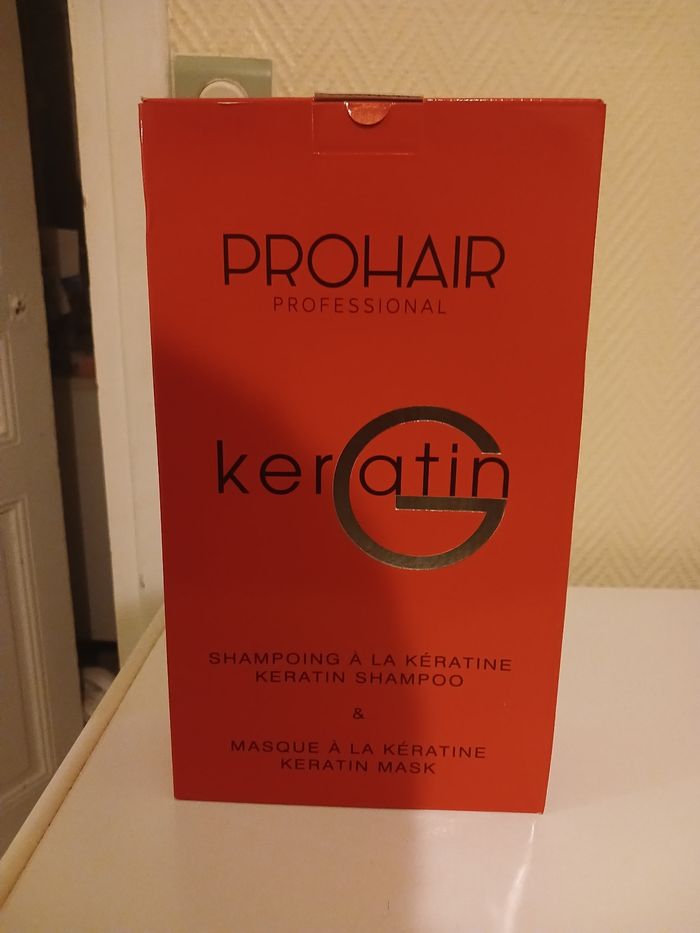 PROHAIR
PROFESSIONAL
keratin
G
SHAMPOING À LA KÉRATINE
KERATIN SHAMPOO
&
MASQUE À LA KÉRATINE
KERATIN MASK